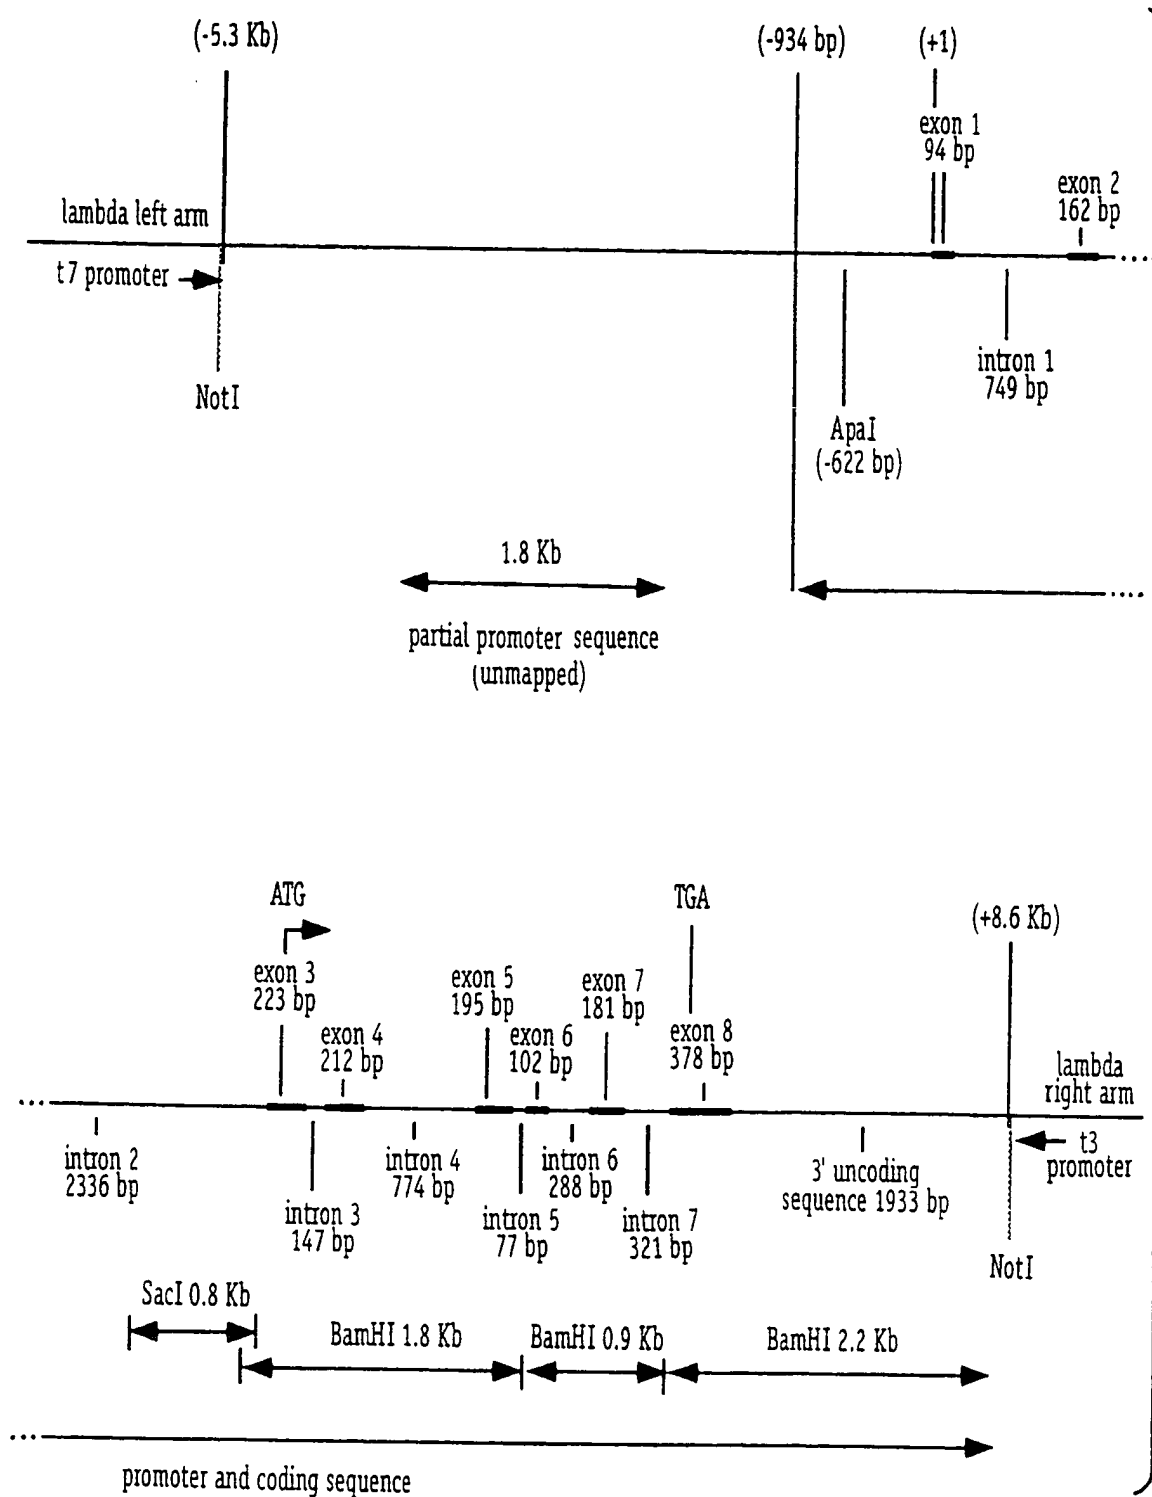 (-5.3 Kb)
(-934 bp)
(+1)
exon 1
94 bp
exon 2
162 bp
lambda left arm
t7 promoter
NotI
intron 1
749 bp
ApaI
(-622 bp)
1.8 Kb
partial promoter sequence
(unmapped)
ATG
TGA
(+8.6 Kb)
exon 3
223 bp
exon 4
212 bp
exon 5
195 bp
exon 6
102 bp
exon 7
181 bp
exon 8
378 bp
lambda
right arm
intron 2
2336 bp
intron 3
147 bp
intron 4
774 bp
intron 5
77 bp
intron 6
288 bp
intron 7
321 bp
3' uncoding
sequence 1933 bp
t3
promoter
NotI
SacI 0.8 Kb
BamHI 1.8 Kb
BamHI 0.9 Kb
BamHI 2.2 Kb
promoter and coding sequence